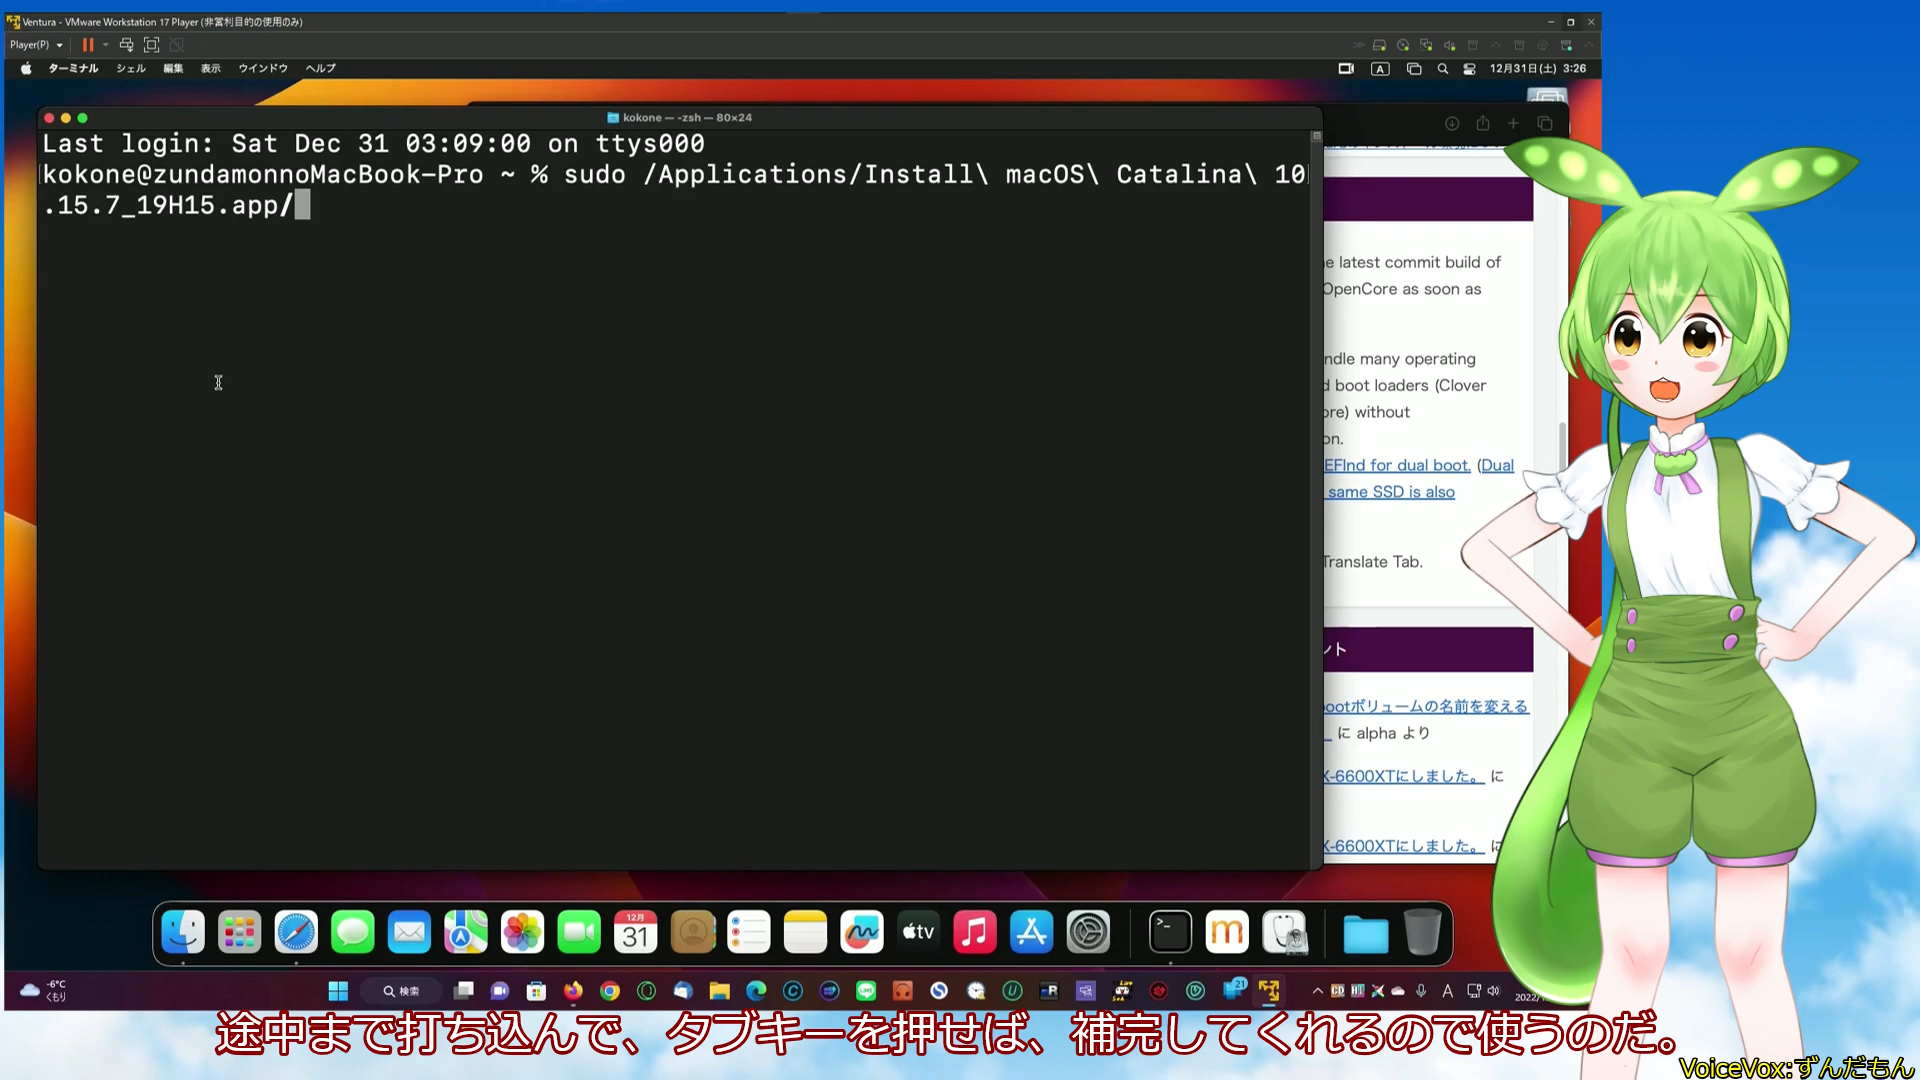 Ventura - VMware Workstation 17 Player (非営利目的の使用のみ)
Player(P)
ターミナル シェル 編集 表示 ウインドウ ヘルプ
A
12月31日(土) 3:26
kokone — -zsh — 80×24
Last login: Sat Dec 31 03:09:00 on ttys000
kokone@zundamonnoMacBook-Pro ~ % sudo /Applications/Install\ macOS\ Catalina\ 10
.15.7_19H15.app/
e latest commit build of
OpenCore as soon as
ndle many operating
d boot loaders (Clover
ore) without
on.
EFInd for dual boot. (Dual
same SSD is also
Translate Tab.
ント
ootボリュームの名前を変える
に alpha より
X-6600XTにしました。 に
X-6600XTにしました。 に
12月
31
tv
-6°C
くもり
検索
21
A
2022/
途中まで打ち込んで、タブキーを押せば、補完してくれるので使うのだ。
VoiceVox:ずんだもん